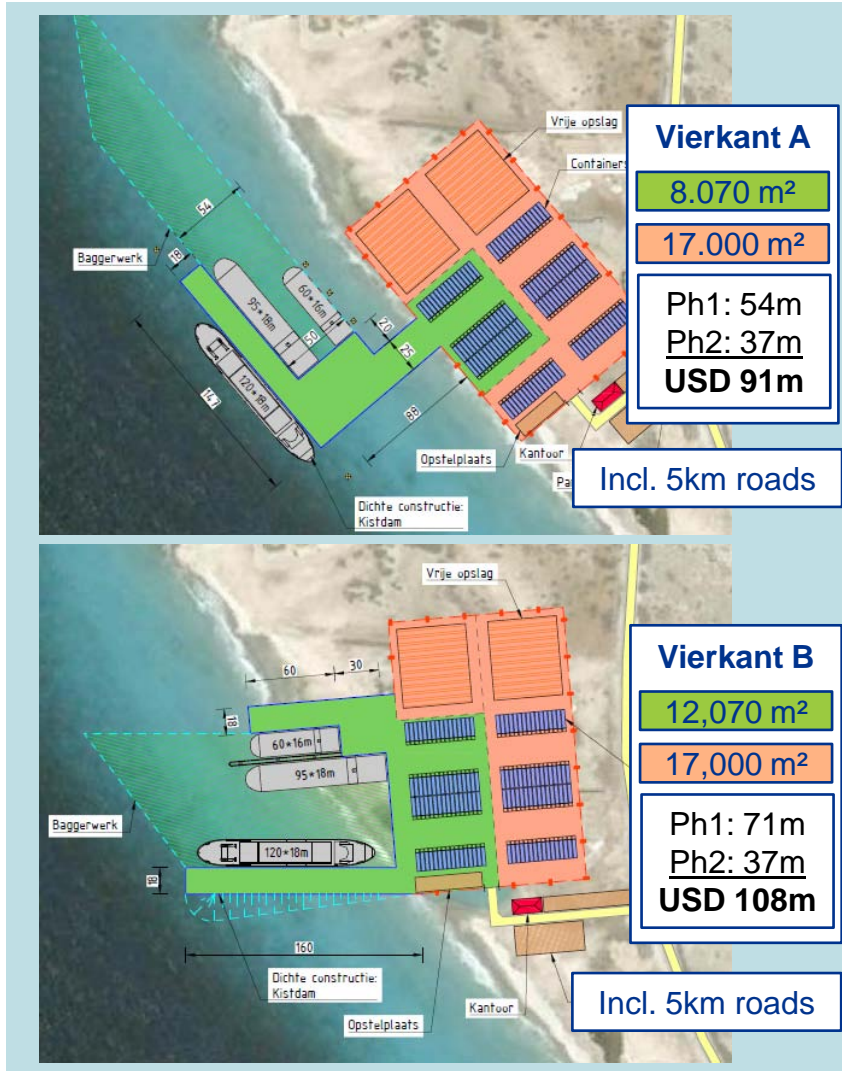 Vrije opslag
Containers
54
Baggerwerk
18
95*18m
60*16m
50
20
25
120*18m
147
88
Opstelplaats
Kantoor
Dichte constructie:
Kistdam
Vierkant A
8.070 m²
17.000 m²
Ph1: 54m
Ph2: 37m
USD 91m
Incl. 5km roads
Vrije opslag
60
30
18
60*16m
95*18m
Baggerwerk
120*18m
18
160
Dichte constructie:
Kistdam
Opstelplaats
Kantoor
Vierkant B
12,070 m²
17,000 m²
Ph1: 71m
Ph2: 37m
USD 108m
Incl. 5km roads